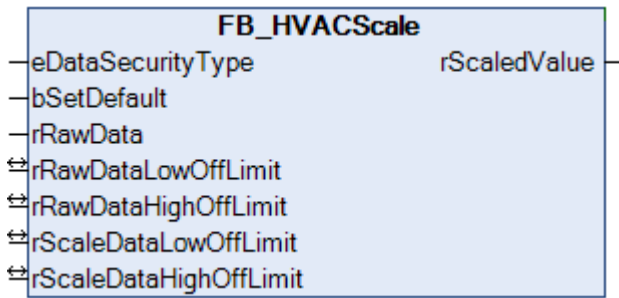 FB_HVACScale
eDataSecurityType rScaledValue
bSetDefault
rRawData
rRawDataLowOffLimit
rRawDataHighOffLimit
rScaleDataLowOffLimit
rScaleDataHighOffLimit